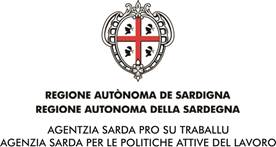 REGIONE AUTÒNOMA DE SARDIGNA
REGIONE AUTONOMA DELLA SARDEGNA
AGENTZIA SARDA PRO SU TRABALLU
AGENZIA SARDA PER LE POLITICHE ATTIVE DEL LAVORO